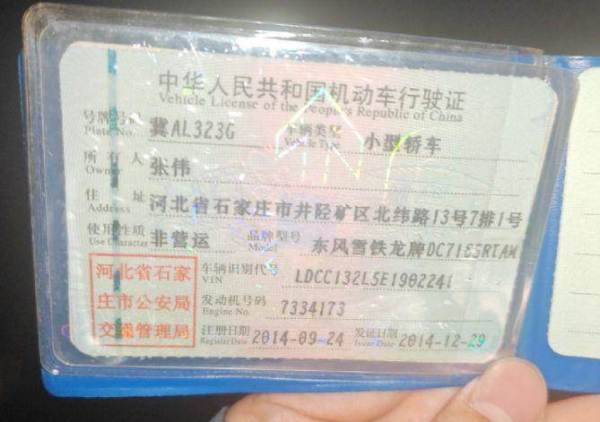 中华人民共和国机动车行驶证
Vehicle License of the People's Republic of China
号牌号码 Plate No. 冀AL323G 车辆类型 Vehicle Type 小型轿车
所有人 Owner 张伟
住址 Address 河北省石家庄市井陉矿区北纬路13号7排1号
使用性质 Use Character 非营运 品牌型号 Model 东风雪铁龙牌DC7165RTAM
河北省石家庄市公安局交通管理局
车辆识别代号 VIN LDCC132L5E1902241
发动机号码 Engine No. 7334173
注册日期 Register Date 2014-09-24 发证日期 Issue Date 2014-12-29